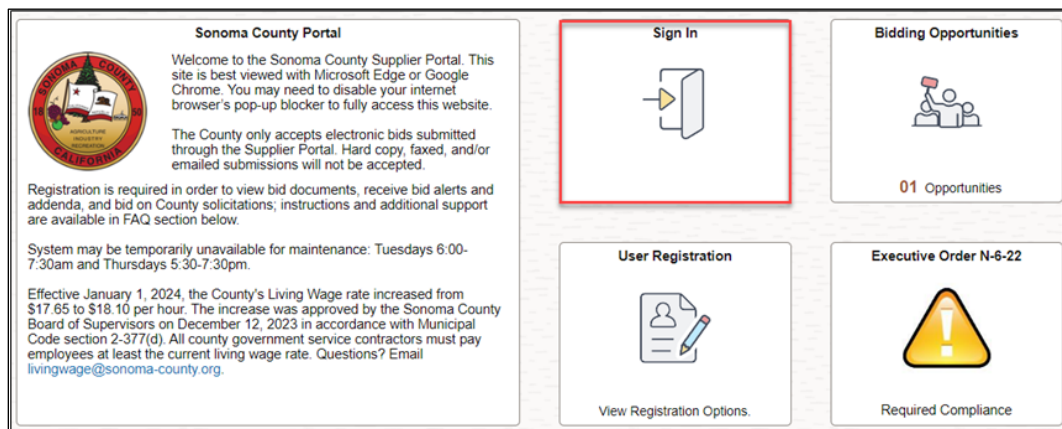 Sonoma County Portal
SONOMA COUNTY
18 50
AGRICULTURE
INDUSTRY
RECREATION
CALIFORNIA
Welcome to the Sonoma County Supplier Portal. This
site is best viewed with Microsoft Edge or Google
Chrome. You may need to disable your internet
browser's pop-up blocker to fully access this website.
The County only accepts electronic bids submitted
through the Supplier Portal. Hard copy, faxed, and/or
emailed submissions will not be accepted.
Registration is required in order to view bid documents, receive bid alerts and
addenda, and bid on County solicitations; instructions and additional support
are available in FAQ section below.
System may be temporarily unavailable for maintenance: Tuesdays 6:00-
7:30am and Thursdays 5:30-7:30pm.
Effective January 1, 2024, the County's Living Wage rate increased from
$17.65 to $18.10 per hour. The increase was approved by the Sonoma County
Board of Supervisors on December 12, 2023 in accordance with Municipal
Code section 2-377(d). All county government service contractors must pay
employees at least the current living wage rate. Questions? Email
livingwage@sonoma-county.org.
Sign In
Bidding Opportunities
01 Opportunities
User Registration
View Registration Options.
Executive Order N-6-22
Required Compliance